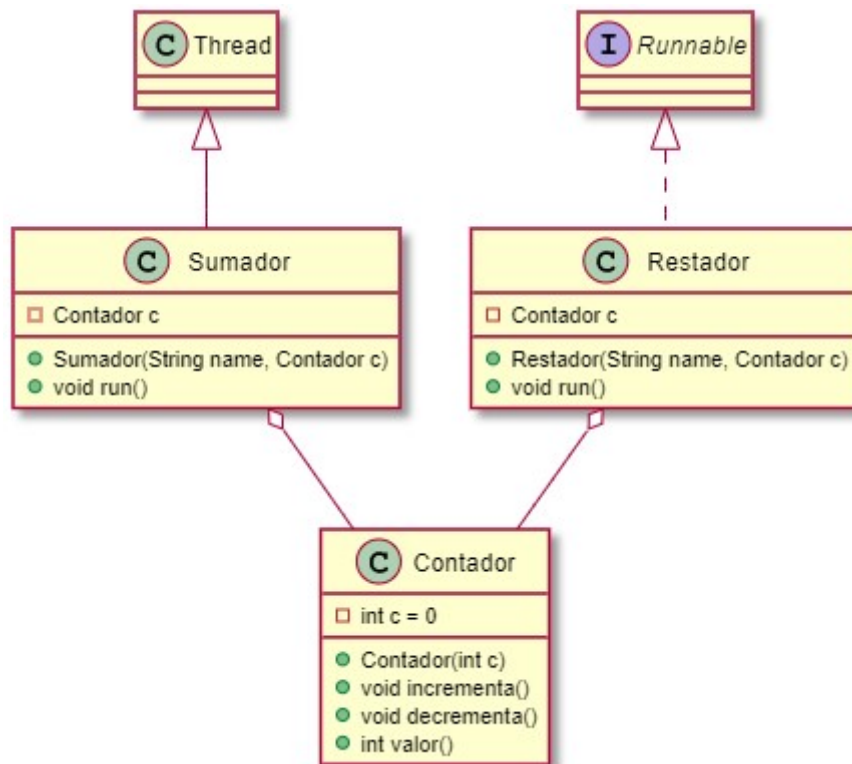 C Thread
I Runnable
C Sumador
Contador c
Sumador(String name, Contador c)
void run()
C Restador
Contador c
Restador(String name, Contador c)
void run()
C Contador
int c = 0
Contador(int c)
void incrementa()
void decrementa()
int valor()